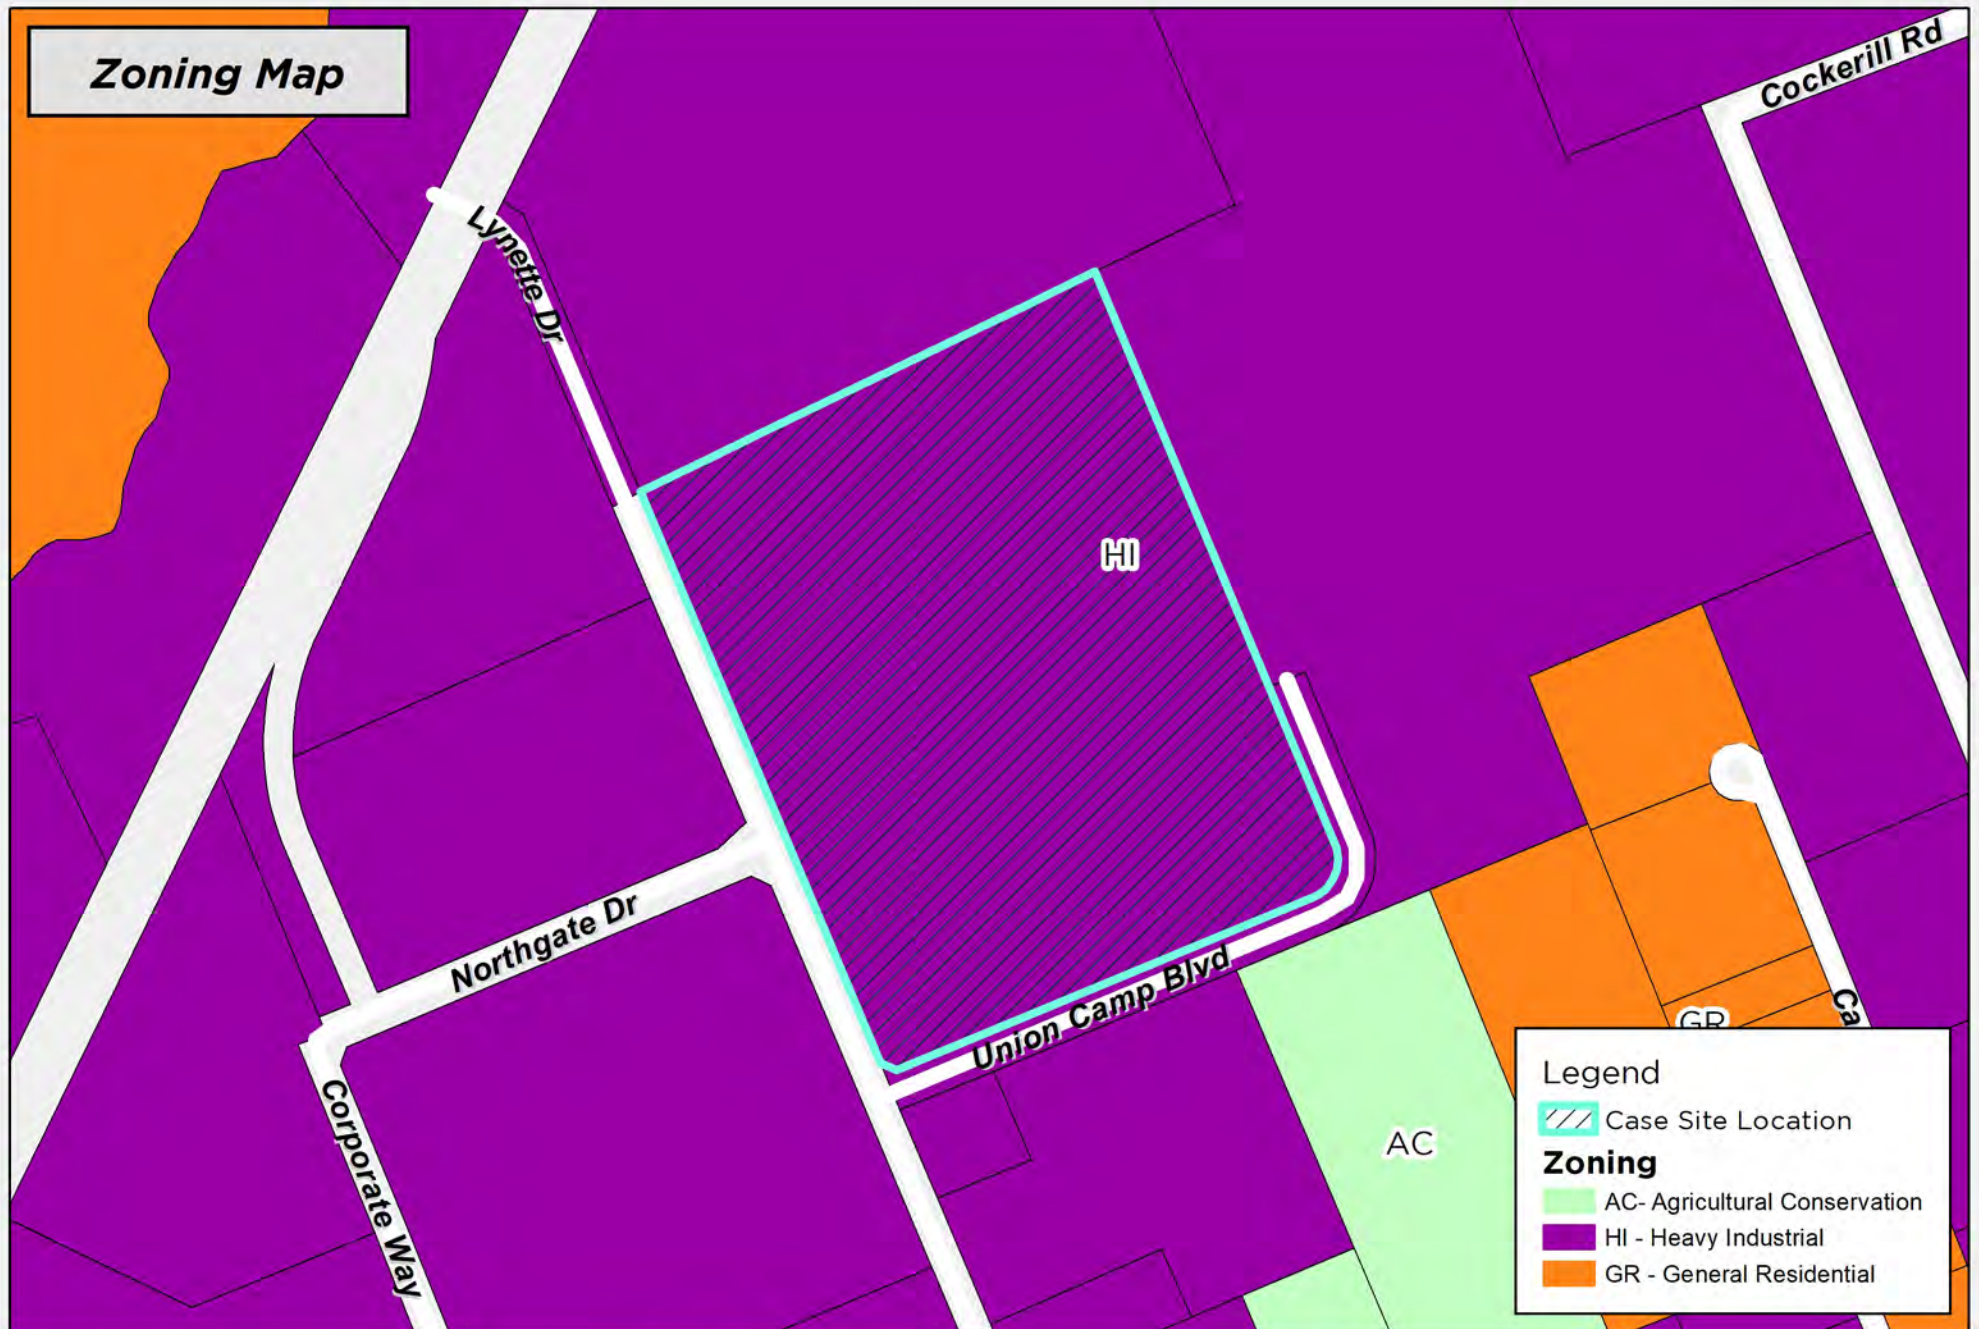 Zoning Map
Cockerill Rd
Lynette Dr
HI
Northgate Dr
Union Camp Blvd
Corporate Way
Ca
GR
AC
Legend
Case Site Location
Zoning
AC- Agricultural Conservation
HI - Heavy Industrial
GR - General Residential